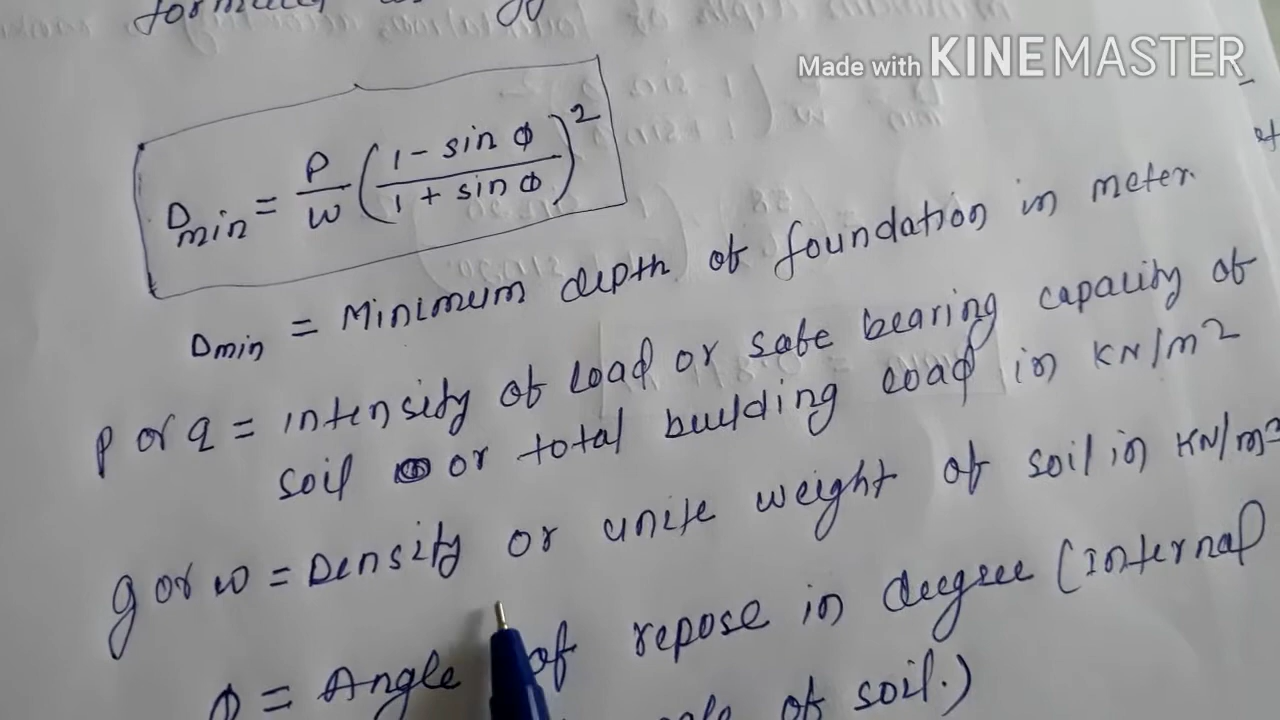 Made with KINEMASTER
Dmin = P/W (1 - sin φ / 1 + sin φ)²
Dmin = Minimum depth of foundation in meter.
P or q = intensity of load or safe bearing capacity of
soil or total building load in KN/m²
g or w = Density or unite weight of soil in KN/m³
φ = Angle of repose in degree (internal
of soil.)